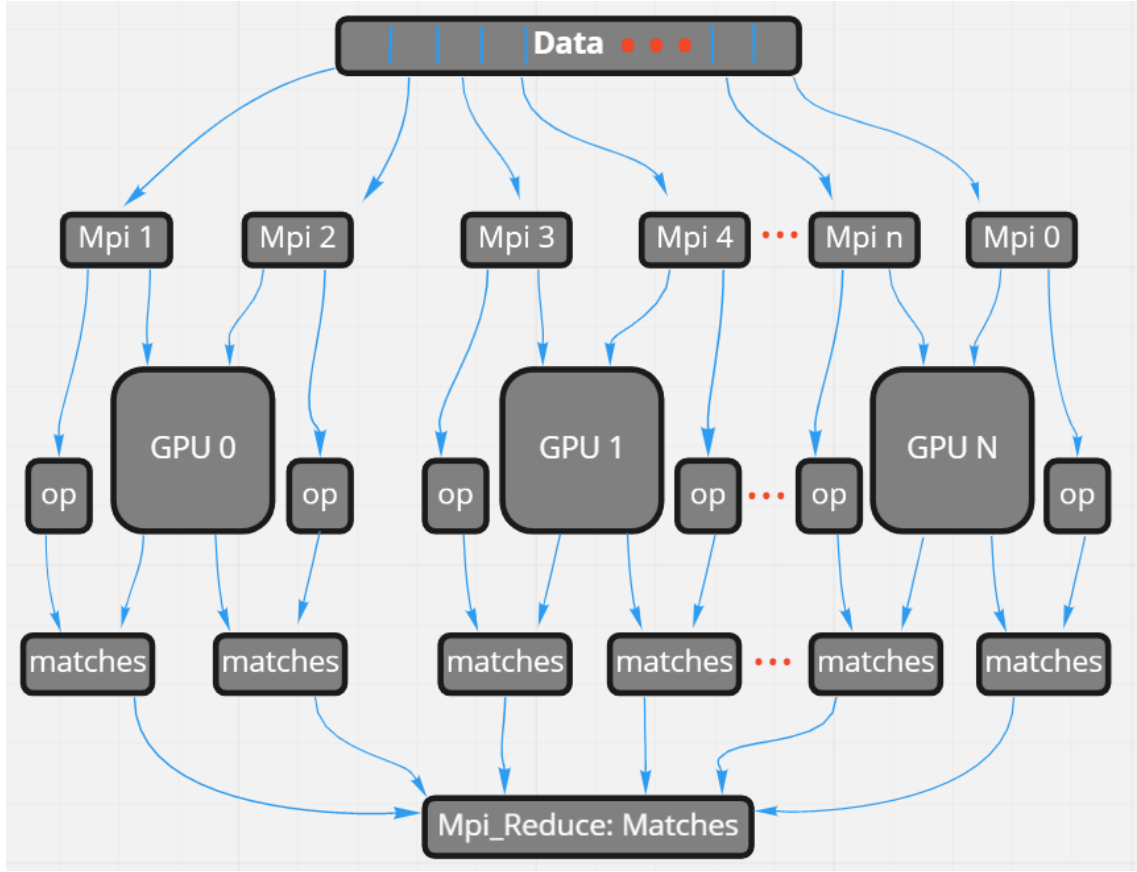 Data
Mpi 1
Mpi 2
Mpi 3
Mpi 4
Mpi n
Mpi 0
GPU 0
GPU 1
GPU N
op
op
op
op
op
op
matches
matches
matches
matches
matches
matches
Mpi_Reduce: Matches